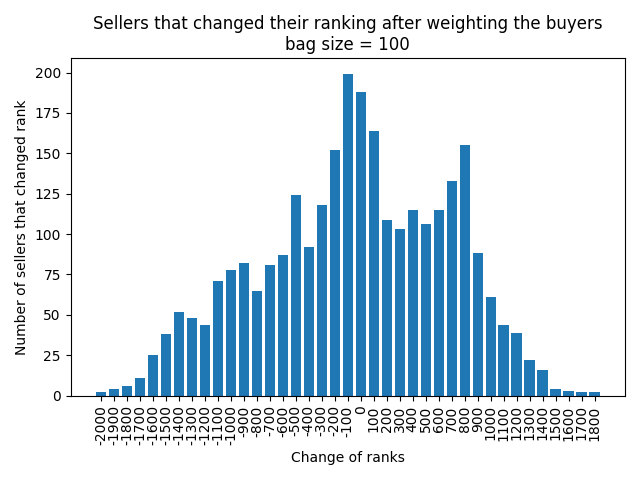 Sellers that changed their ranking after weighting the buyers
bag size = 100
Number of sellers that changed rank
200
175
150
125
100
75
50
25
0
-2000 -1900 -1800 -1700 -1600 -1500 -1400 -1300 -1200 -1100 -1000 -900 -800 -700 -600 -500 -400 -300 -200 -100 0 100 200 300 400 500 600 700 800 900 1000 1100 1200 1300 1400 1500 1600 1700 1800
Change of ranks